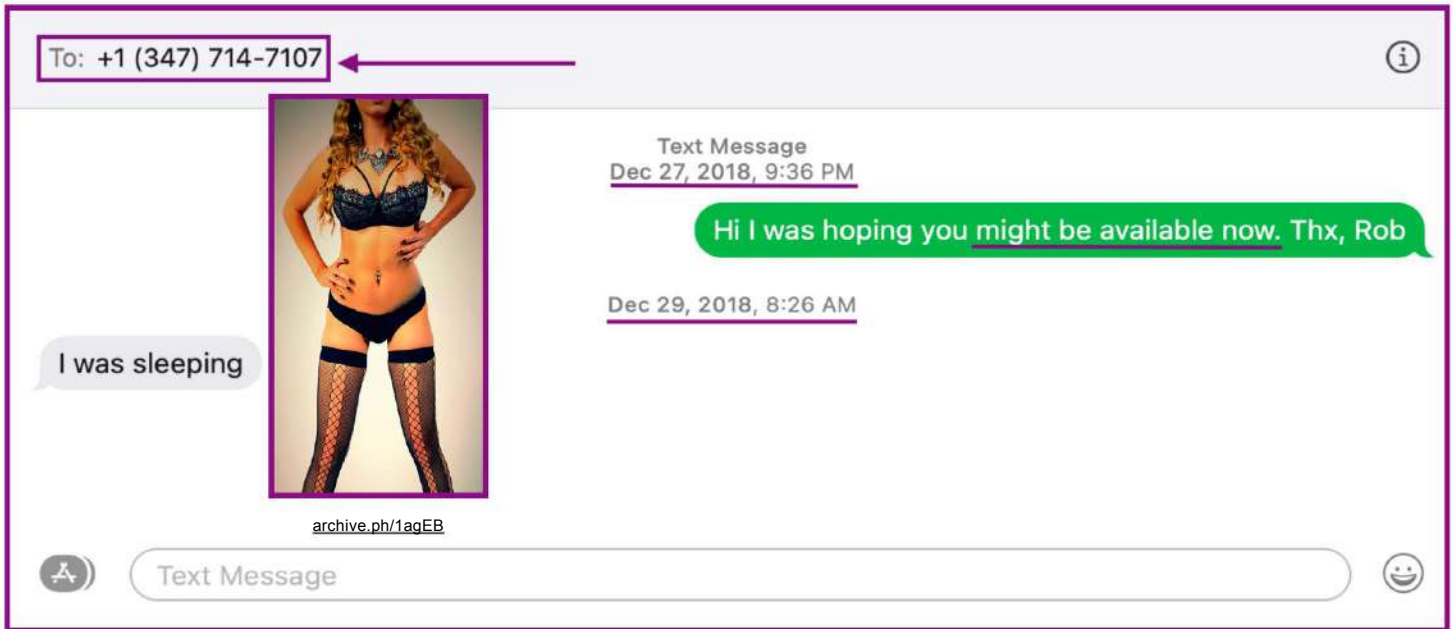 To: +1 (347) 714-7107
Text Message
Dec 27, 2018, 9:36 PM
Hi I was hoping you might be available now. Thx, Rob
Dec 29, 2018, 8:26 AM
I was sleeping
archive.ph/1agEB
Text Message